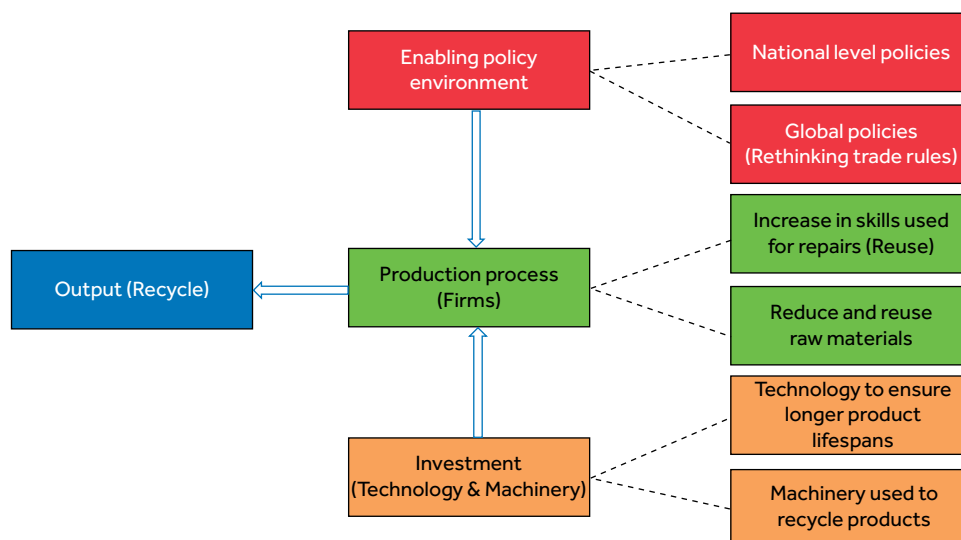 Enabling policy
environment
National level policies
Global policies
(Rethinking trade rules)
Output (Recycle)
Production process
(Firms)
Increase in skills used
for repairs (Reuse)
Reduce and reuse
raw materials
Investment
(Technology & Machinery)
Technology to ensure
longer product
lifespans
Machinery used to
recycle products